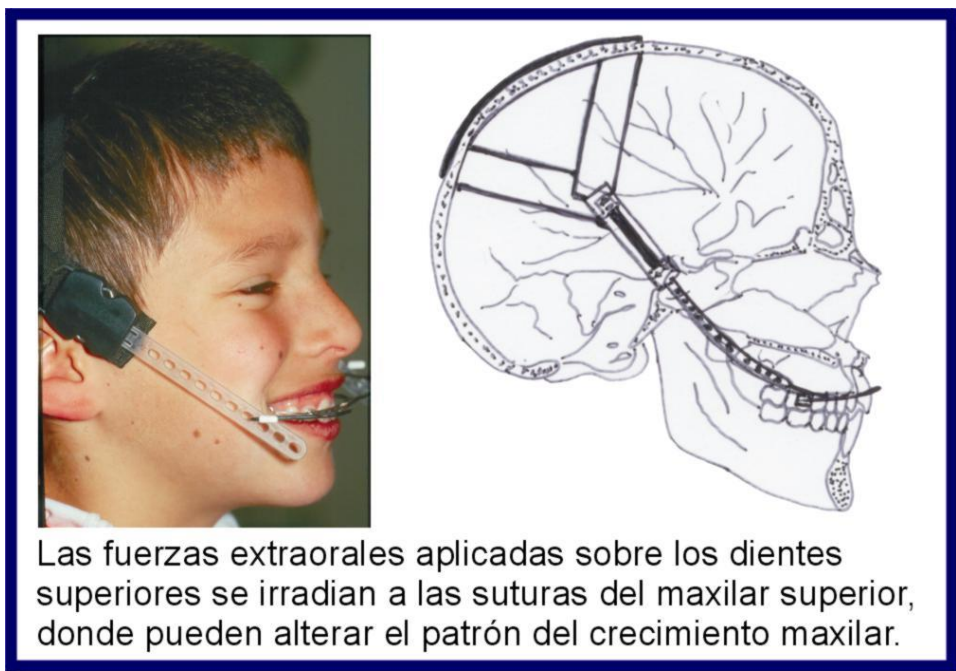 Las fuerzas extraorales aplicadas sobre los dientes
superiores se irradian a las suturas del maxilar superior,
donde pueden alterar el patrón del crecimiento maxilar.